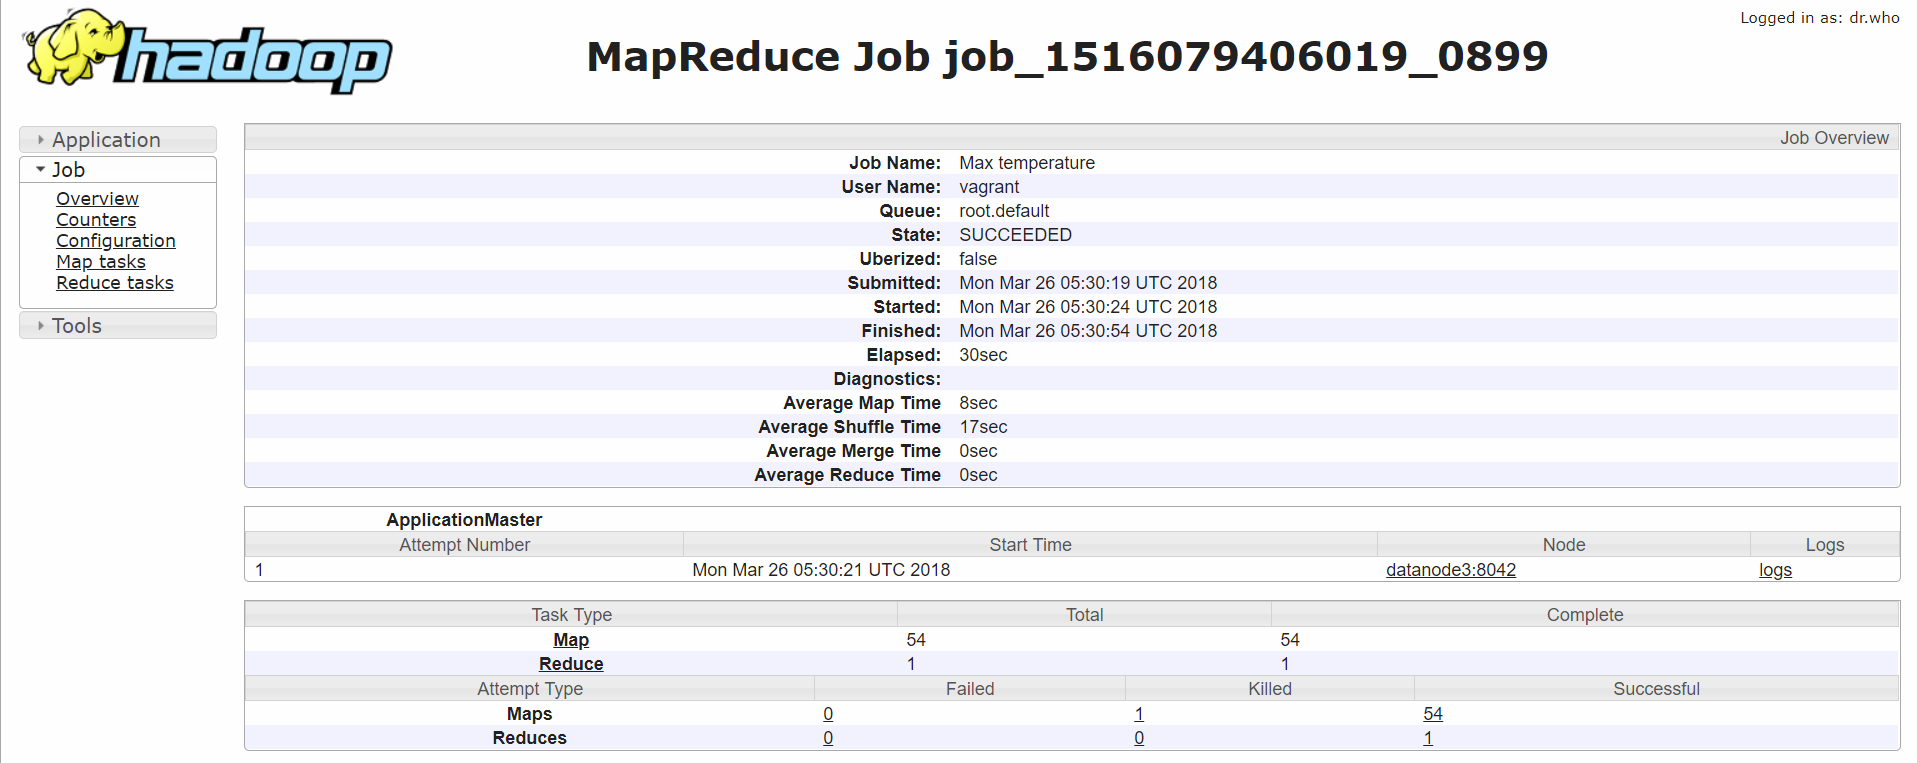 Logged in as: dr.who
hadoop
MapReduce Job job_1516079406019_0899
Application
Job
Overview
Counters
Configuration
Map tasks
Reduce tasks
Tools
Job Overview
Job Name: Max temperature
User Name: vagrant
Queue: root.default
State: SUCCEEDED
Uberized: false
Submitted: Mon Mar 26 05:30:19 UTC 2018
Started: Mon Mar 26 05:30:24 UTC 2018
Finished: Mon Mar 26 05:30:54 UTC 2018
Elapsed: 30sec
Diagnostics:
Average Map Time 8sec
Average Shuffle Time 17sec
Average Merge Time 0sec
Average Reduce Time 0sec
ApplicationMaster
Attempt Number Start Time Node Logs
1 Mon Mar 26 05:30:21 UTC 2018 datanode3:8042 logs
Task Type Total Complete
Map 54 54
Reduce 1 1
Attempt Type Failed Killed Successful
Maps 0 1 54
Reduces 0 0 1